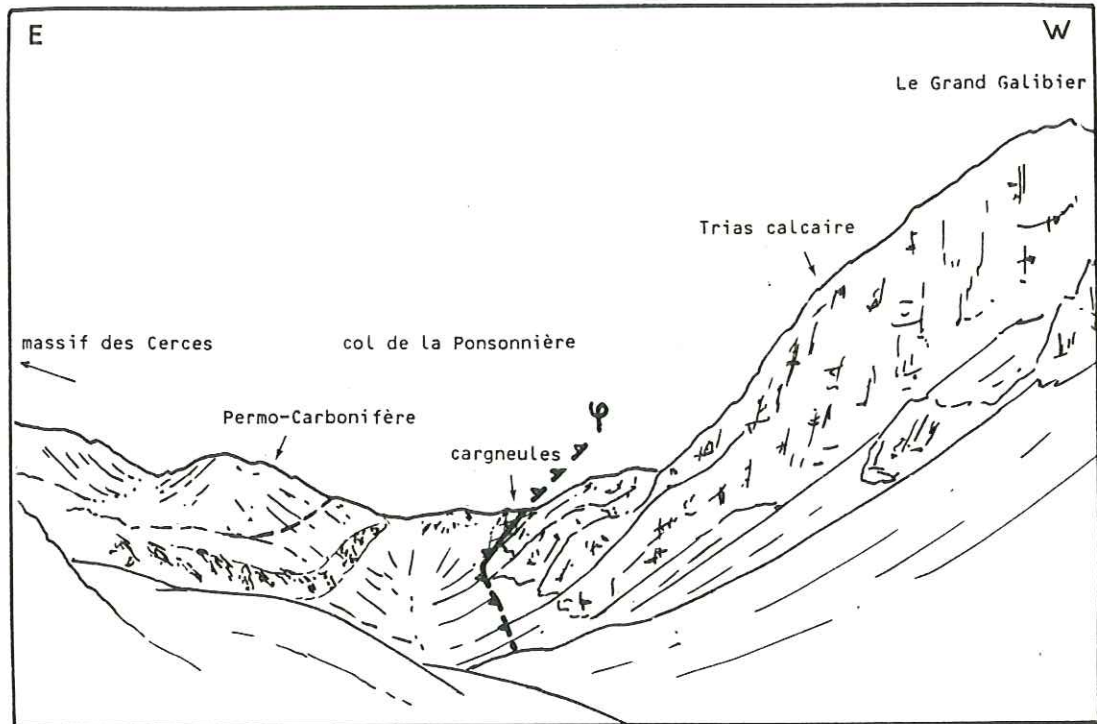 E
W
Le Grand Galibier
Trias calcaire
massif des Cerces
col de la Ponsonnière
φ
Permo-Carbonifère
cargneules